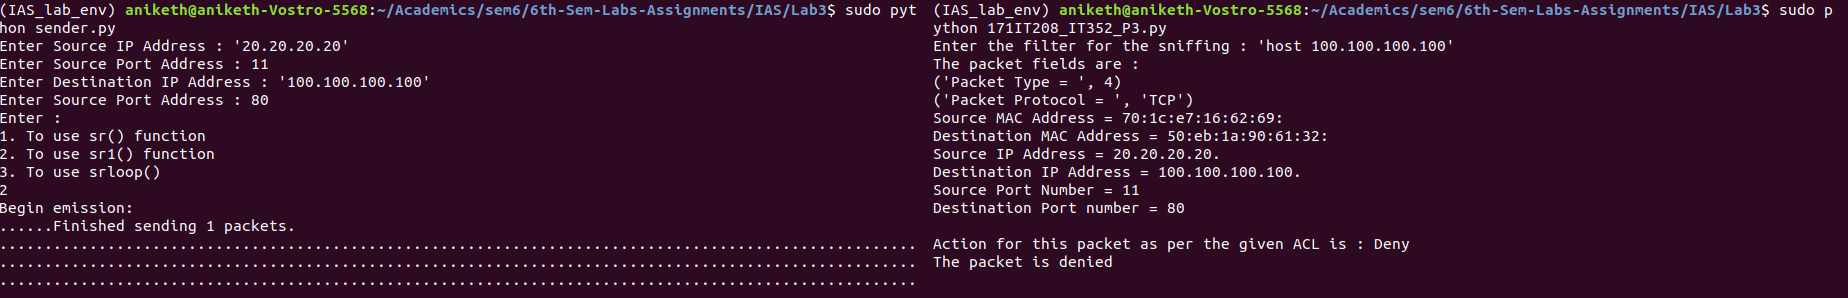 (IAS_lab_env) aniketh@aniketh-Vostro-5568:~/Academics/sem6/6th-Sem-Labs-Assignments/IAS/Lab3$ sudo pyt
hon sender.py
Enter Source IP Address : '20.20.20.20'
Enter Source Port Address : 11
Enter Destination IP Address : '100.100.100.100'
Enter Source Port Address : 80
Enter :
1. To use sr() function
2. To use sr1() function
3. To use srloop()
2
Begin emission:
......Finished sending 1 packets.
......................................................................................................
......................................................................................................
......................................................................................................
(IAS_lab_env) aniketh@aniketh-Vostro-5568:~/Academics/sem6/6th-Sem-Labs-Assignments/IAS/Lab3$ sudo p
ython 171IT208_IT352_P3.py
Enter the filter for the sniffing : 'host 100.100.100.100'
The packet fields are :
('Packet Type = ', 4)
('Packet Protocol = ', 'TCP')
Source MAC Address = 70:1c:e7:16:62:69:
Destination MAC Address = 50:eb:1a:90:61:32:
Source IP Address = 20.20.20.20.
Destination IP Address = 100.100.100.100.
Source Port Number = 11
Destination Port number = 80
Action for this packet as per the given ACL is : Deny
The packet is denied